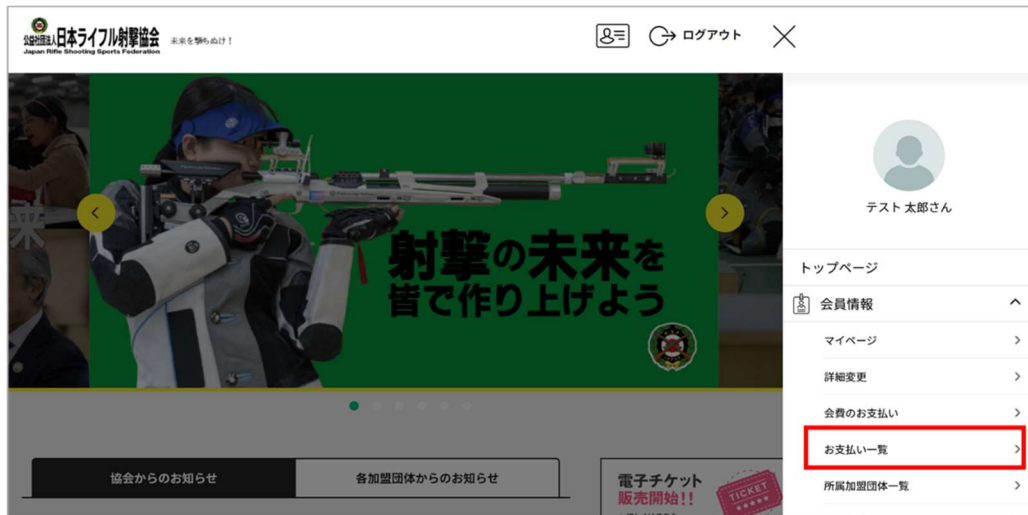 公益社団法人日本ライフル射撃協会
Japan Rifle Shooting Sports Federation
未来を撃ちぬけ！
ログアウト
射撃の未来を
皆で作り上げよう
テスト 太郎さん
トップページ
会員情報
マイページ
詳細変更
会費のお支払い
お支払い一覧
所属加盟団体一覧
協会からのお知らせ
各加盟団体からのお知らせ
電子チケット
販売開始!!
TICKET